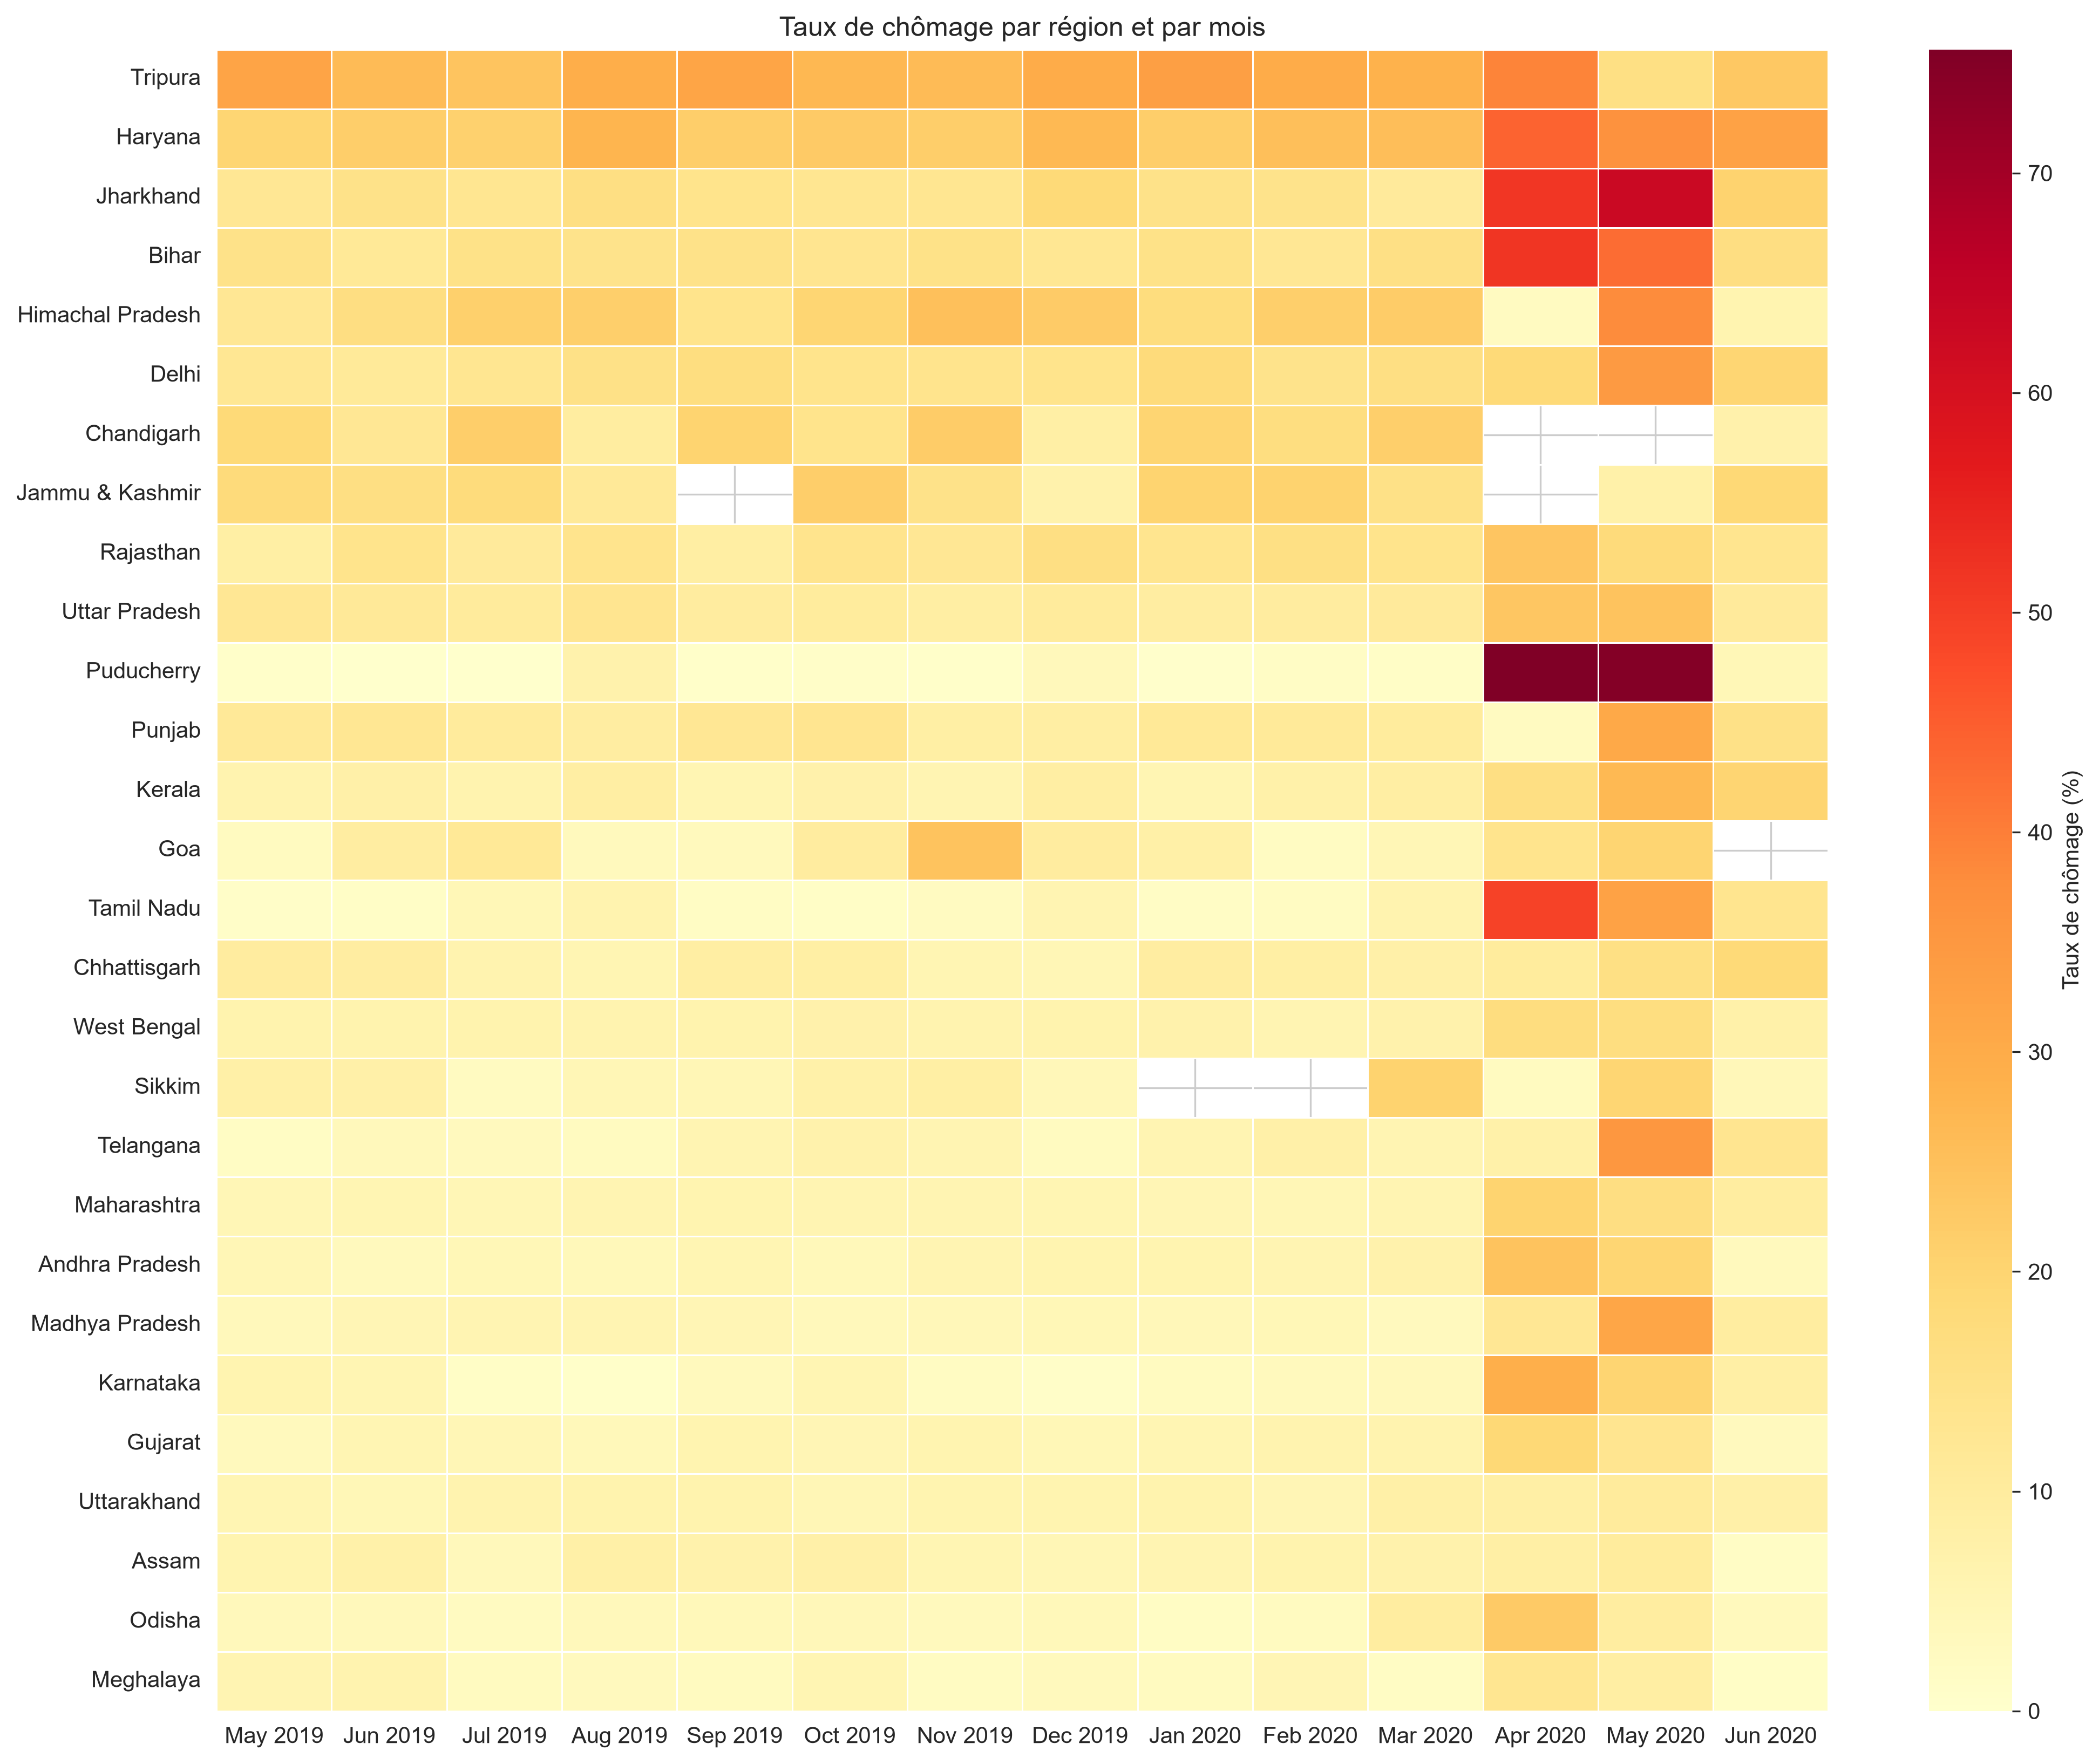 Taux de chômage par région et par mois
Tripura
Haryana
Jharkhand
Bihar
Himachal Pradesh
Delhi
Chandigarh
Jammu & Kashmir
Rajasthan
Uttar Pradesh
Puducherry
Punjab
Kerala
Goa
Tamil Nadu
Chhattisgarh
West Bengal
Sikkim
Telangana
Maharashtra
Andhra Pradesh
Madhya Pradesh
Karnataka
Gujarat
Uttarakhand
Assam
Odisha
Meghalaya
May 2019 Jun 2019 Jul 2019 Aug 2019 Sep 2019 Oct 2019 Nov 2019 Dec 2019 Jan 2020 Feb 2020 Mar 2020 Apr 2020 May 2020 Jun 2020
70
60
50
40
30
20
10
0
Taux de chômage (%)